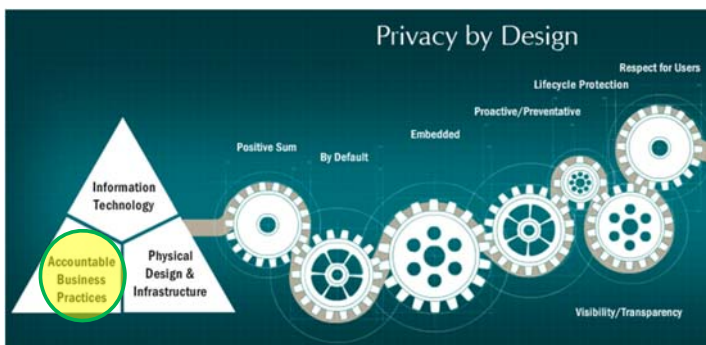 Privacy by Design
Respect for Users
Lifecycle Protection
Proactive/Preventative
Embedded
Positive Sum
By Default
Information
Technology
Accountable
Business
Practices
Physical
Design &
Infrastructure
Visibility/Transparency